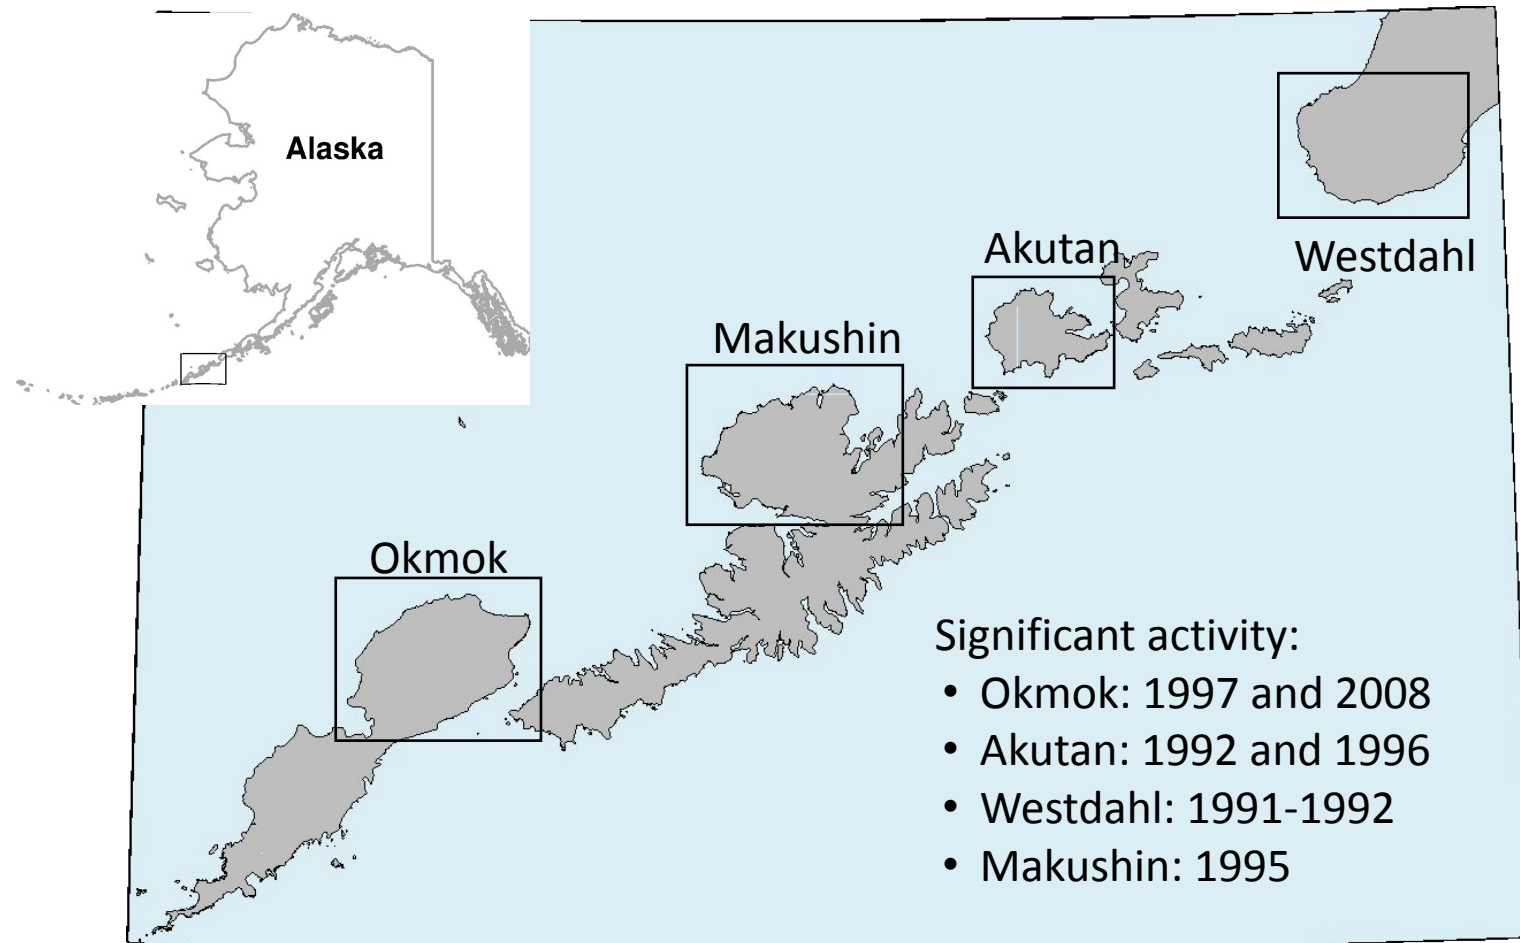 Alaska
Akutan
Westdahl
Makushin
Okmok
Significant activity:
• Okmok: 1997 and 2008
• Akutan: 1992 and 1996
• Westdahl: 1991-1992
• Makushin: 1995